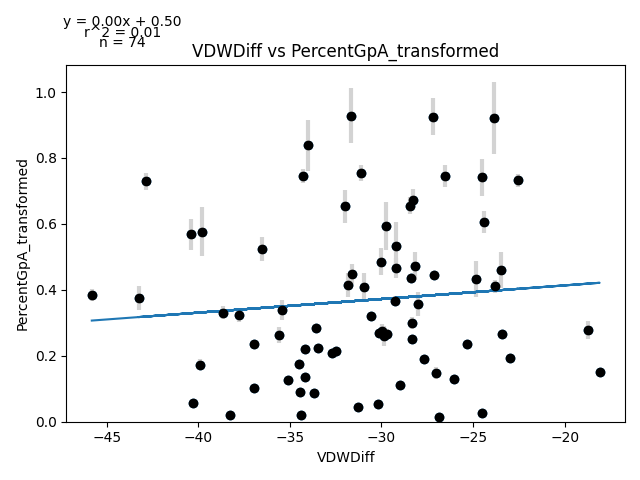 y = 0.00x + 0.50
r^2 = 0.01
n = 74
VDWDiff vs PercentGpA_transformed
PercentGpA_transformed
1.0
0.8
0.6
0.4
0.2
0.0
−45
−40
−35
−30
−25
−20
VDWDiff